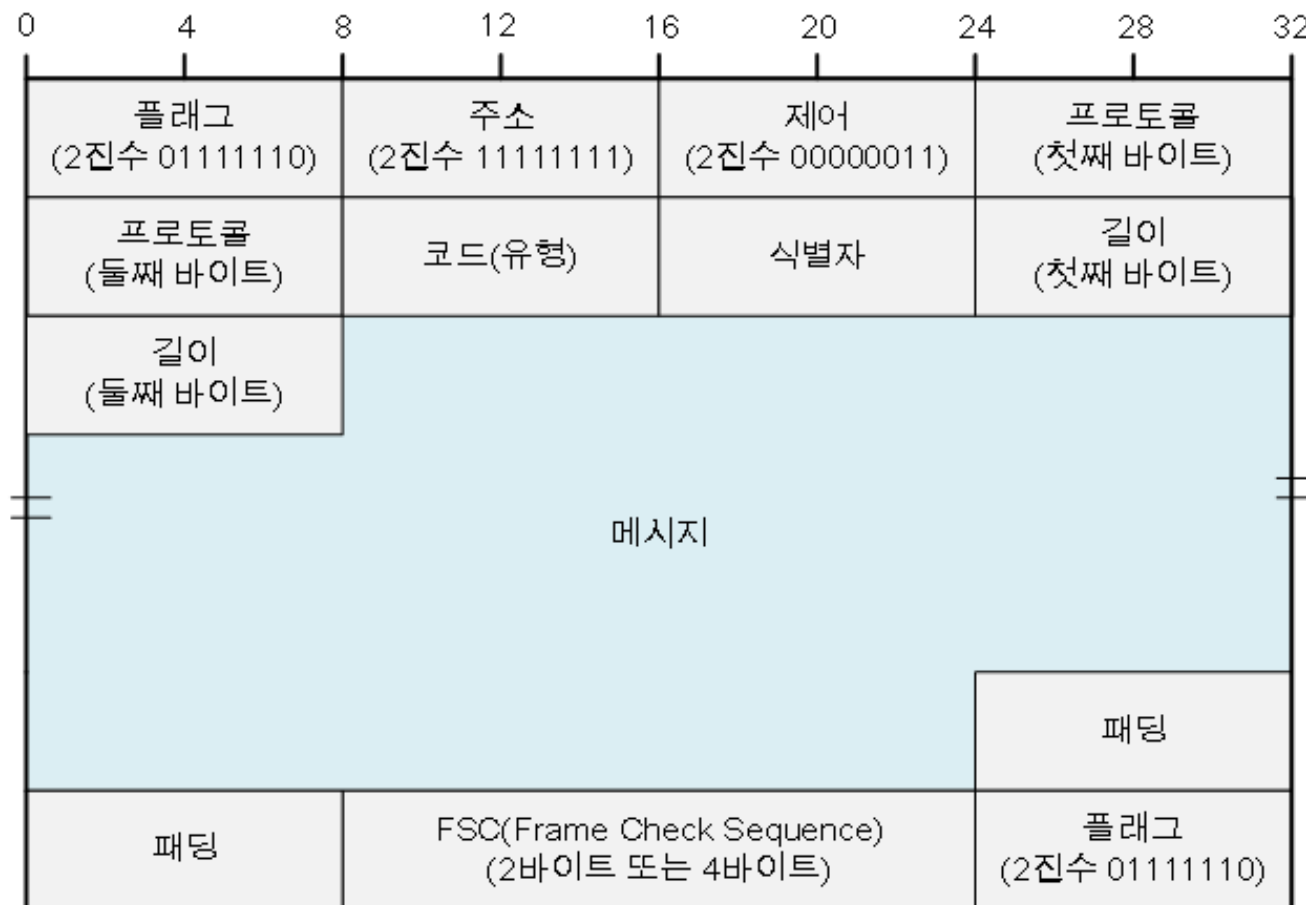 0 4 8 12 16 20 24 28 32
플래그
(2진수 01111110)
주소
(2진수 11111111)
제어
(2진수 00000011)
프로토콜
(첫째 바이트)
프로토콜
(둘째 바이트)
코드(유형)
식별자
길이
(첫째 바이트)
길이
(둘째 바이트)
메시지
패딩
패딩
FSC(Frame Check Sequence)
(2바이트 또는 4바이트)
플래그
(2진수 01111110)